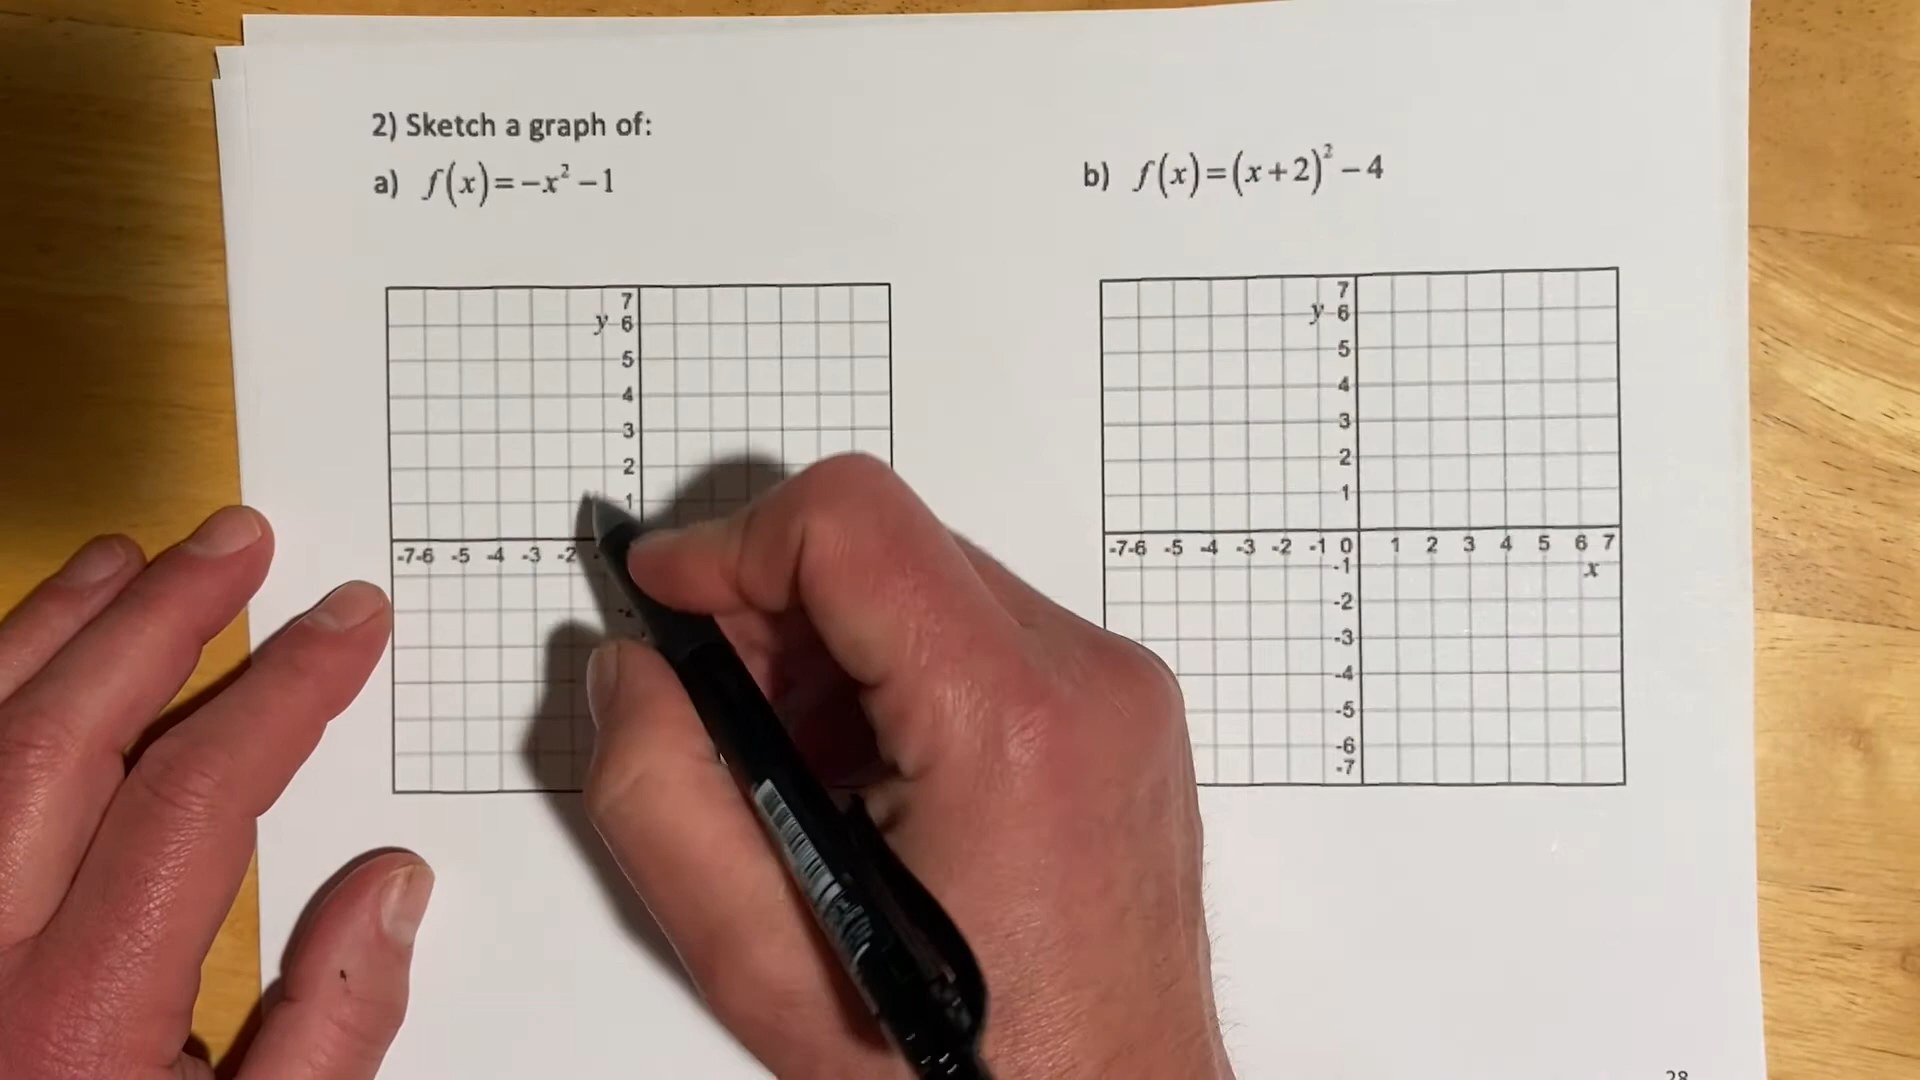 2) Sketch a graph of:
a) f(x)=-x²-1
b) f(x)=(x+2)²-4
7
y 6
5
4
3
2
1
-7-6 -5 -4 -3 -2
7
y 6
5
4
3
2
1
-7-6 -5 -4 -3 -2 -1 0 1 2 3 4 5 6 7
-1 x
-2
-3
-4
-5
-6
-7
28